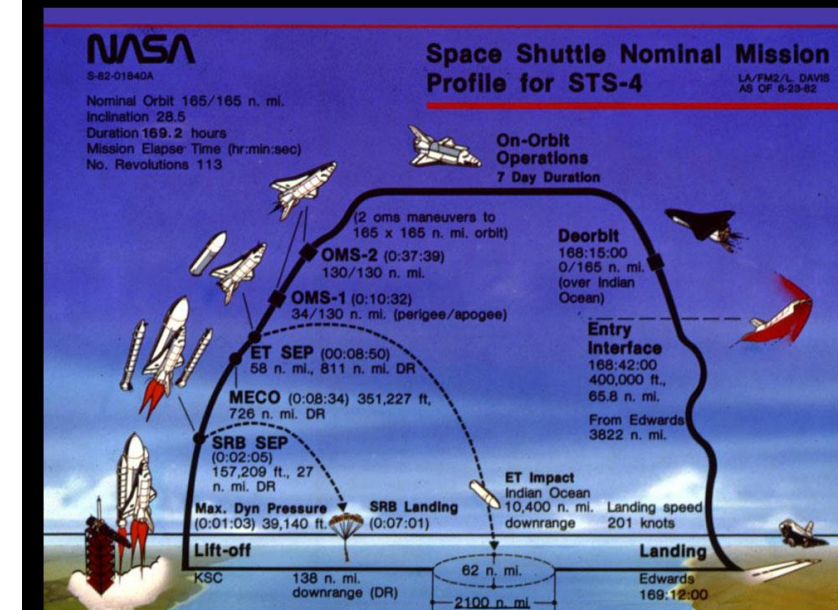 NASA
S-82-01840A
Space Shuttle Nominal Mission
Profile for STS-4
LA/FM2/L. DAVIS
AS OF 6-23-82
Nominal Orbit 165/165 n. mi.
Inclination 28.5
Duration 169.2 hours
Mission Elapse Time (hr:min:sec)
No. Revolutions 113
On-Orbit
Operations
7 Day Duration
(2 oms maneuvers to
165 x 165 n. mi. orbit)
OMS-2 (0:37:39)
130/130 n. mi.
OMS-1 (0:10:32)
34/130 n. mi. (perigee/apogee)
ET SEP (00:08:50)
58 n. mi., 811 n. mi. DR
MECO (0:08:34) 351,227 ft,
726 n. mi. DR
SRB SEP
(0:02:05)
157,209 ft., 27
n. mi. DR
Max. Dyn Pressure
(0:01:03) 39,140 ft.
SRB Landing
(0:07:01)
Deorbit
168:15:00
0/165 n. mi.
(over Indian
Ocean)
Entry
Interface
168:42:00
400,000 ft.,
65.8 n. mi.
From Edwards
3822 n. mi.
ET Impact
Indian Ocean
10,400 n. mi.
downrange
Landing speed
201 knots
Lift-off
KSC
138 n. mi.
downrange (DR)
62 n. mi.
2100 n. mi
Landing
Edwards
169:12:00